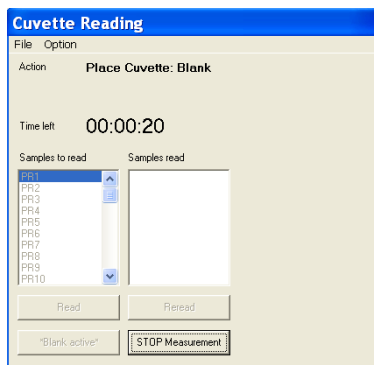 Cuvette Reading
File Option
Action Place Cuvette: Blank
Time left 00:00:20
Samples to read Samples read
PR1
PR2
PR3
PR4
PR5
PR6
PR7
PR8
PR9
PR10
Read Reread
"Blank active" STOP Measurement